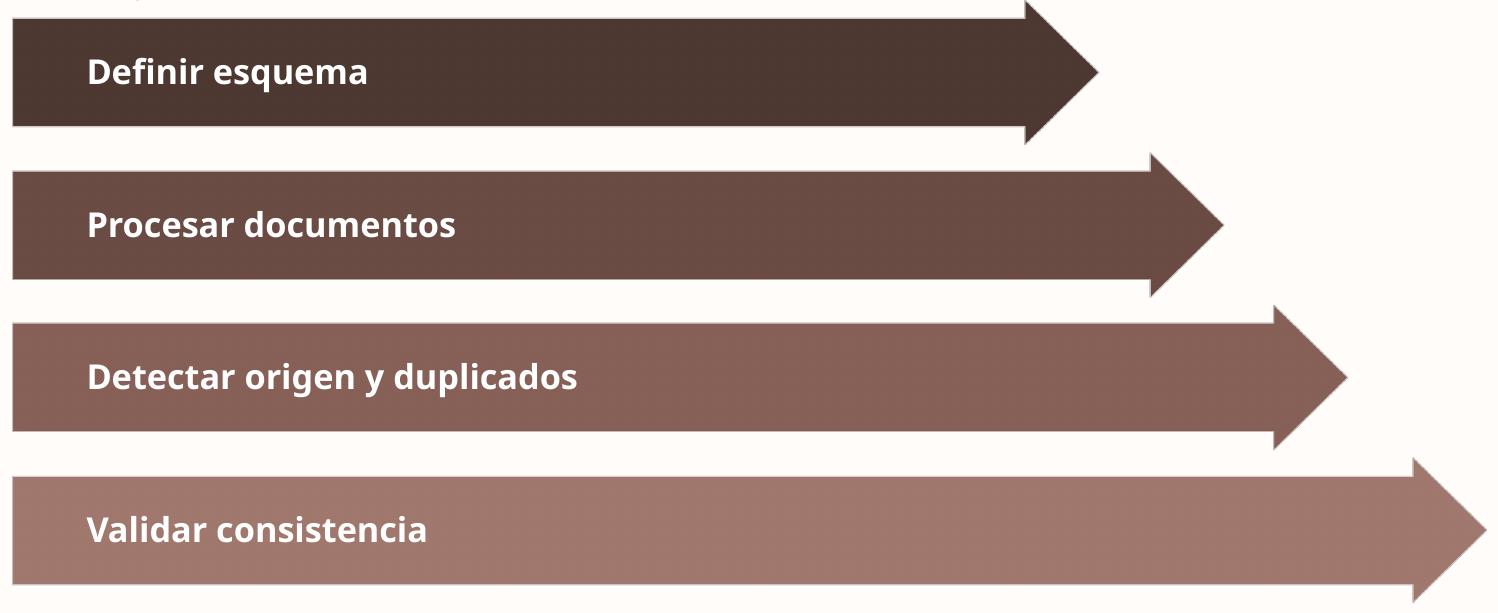 Definir esquema
Procesar documentos
Detectar origen y duplicados
Validar consistencia